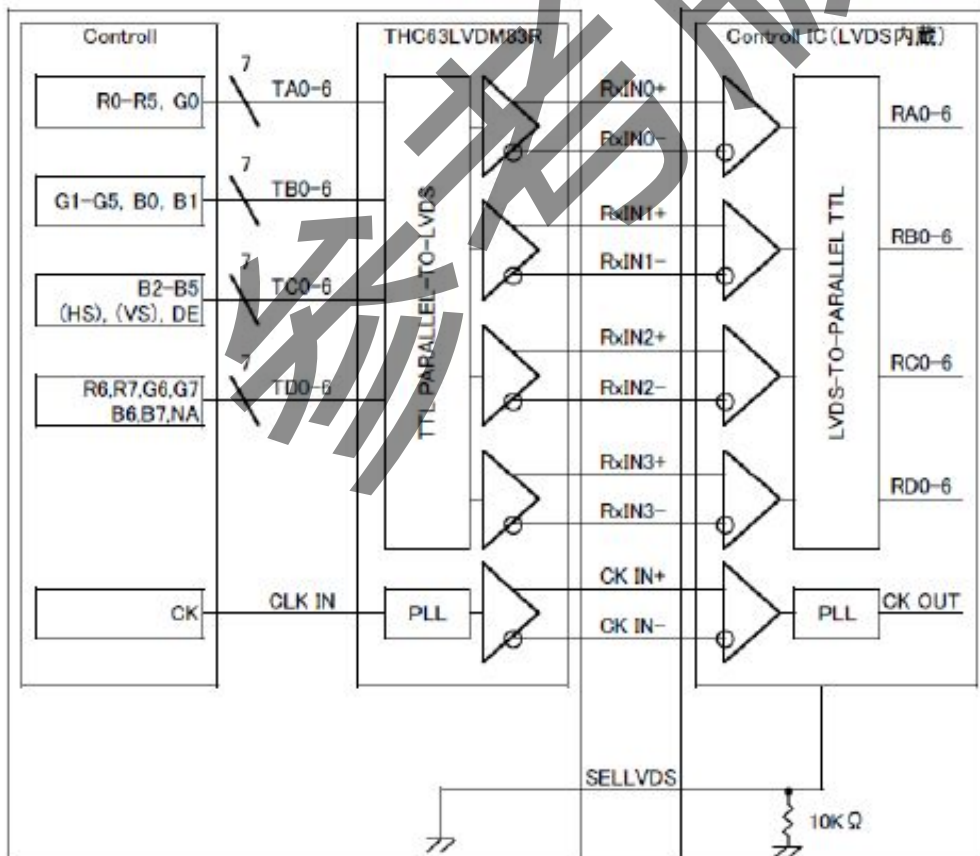 Controll
THC63LVDM83R
Controll IC(LVDS内蔵)
7
R0-R5, G0
TA0-6
RxIN0+
RxIN0-
RA0-6
7
G1-G5, B0, B1
TB0-6
RxIN1+
RxIN1-
RB0-6
7
B2-B5
(HS), (VS), DE
TC0-6
RxIN2+
RxIN2-
RC0-6
7
R6,R7,G6,G7
B6,B7,NA
TD0-6
RxIN3+
RxIN3-
RD0-6
TTL PARALLEL-TO-LVDS
LVDS-TO-PARALLEL TTL
CK
CLK IN
PLL
CK IN+
CK IN-
PLL
CK OUT
SELLVDS
10KΩ
参考